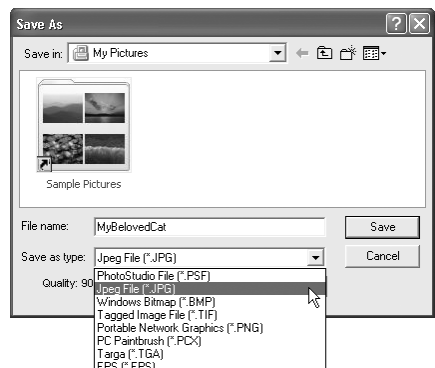 Save As
Save in: My Pictures
Sample Pictures
File name: MyBelovedCat Save
Save as type: Jpeg File (*.JPG) Cancel
Quality: 90
PhotoStudio File (*.PSF)
Jpeg File (*.JPG)
Windows Bitmap (*.BMP)
Tagged Image File (*.TIF)
Portable Network Graphics (*.PNG)
PC Paintbrush (*.PCX)
Targa (*.TGA)
EPS (*.EPS)